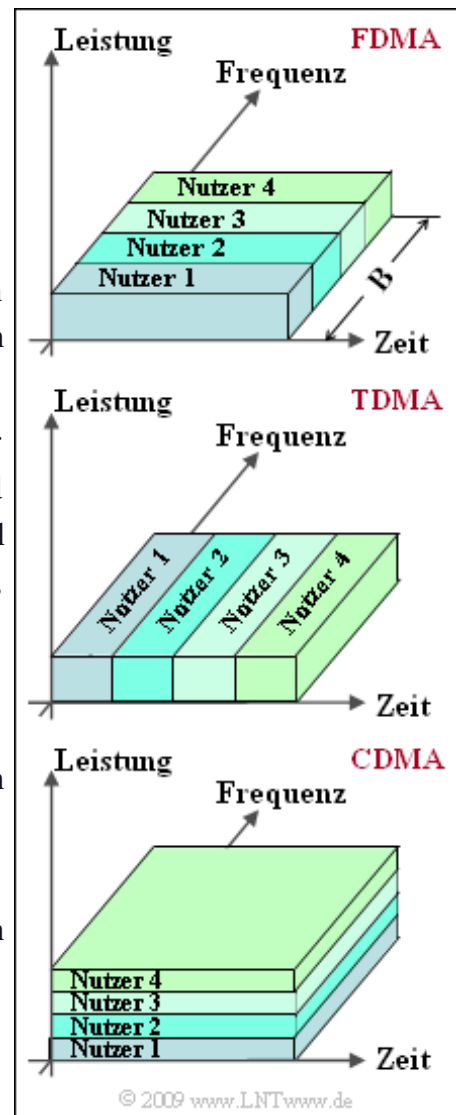 Leistung FDMA
Frequenz
Nutzer 4
Nutzer 3
Nutzer 2
Nutzer 1
B
Zeit
Leistung TDMA
Frequenz
Nutzer 1
Nutzer 2
Nutzer 3
Nutzer 4
Zeit
Leistung CDMA
Frequenz
Nutzer 4
Nutzer 3
Nutzer 2
Nutzer 1
Zeit
© 2009 www.LNTwww.de